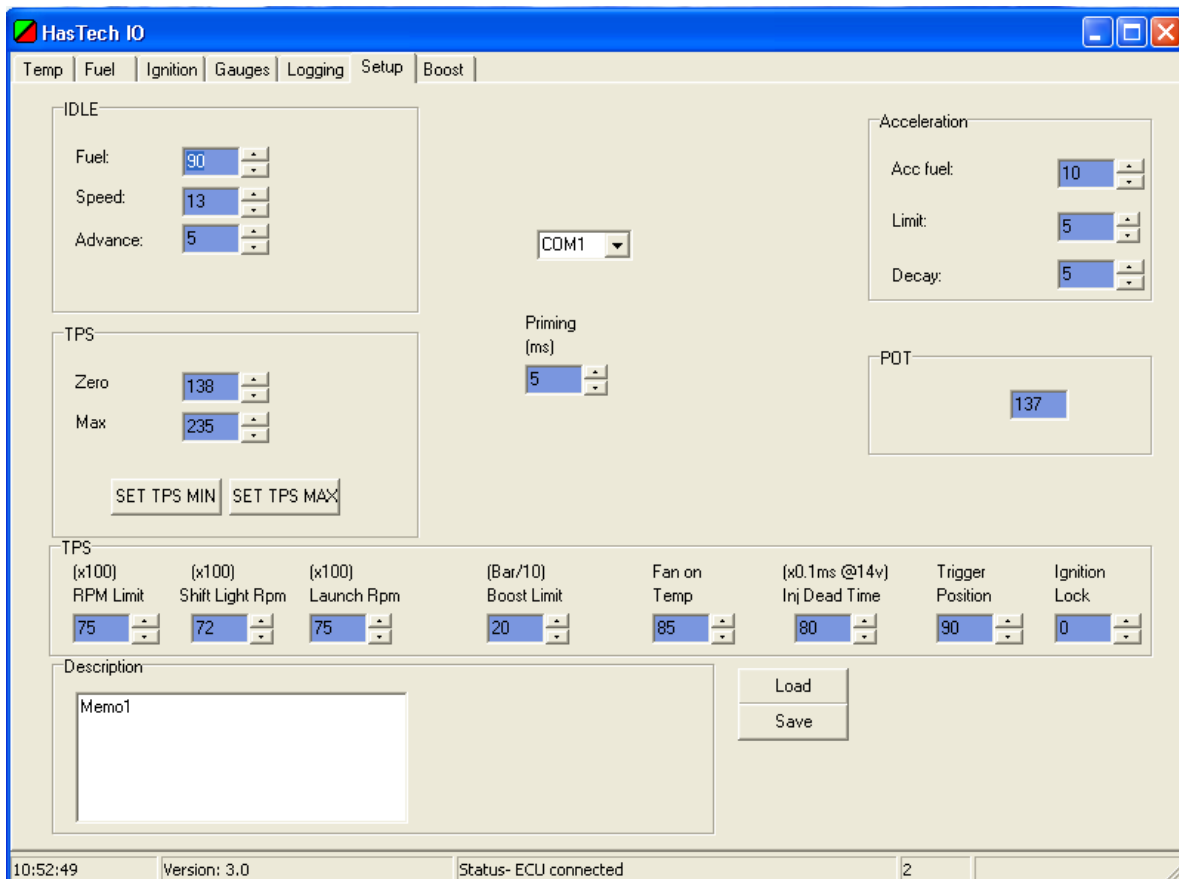 HasTech IO
Temp Fuel Ignition Gauges Logging Setup Boost
IDLE
Fuel: 90
Speed: 13
Advance: 5
COM1
Acceleration
Acc fuel: 10
Limit: 5
Decay: 5
TPS
Zero 138
Max 235
SET TPS MIN SET TPS MAX
Priming
(ms)
5
POT
137
TPS
(x100) (x100) (x100) (Bar/10) Fan on (x0.1ms @14v) Trigger Ignition
RPM Limit Shift Light Rpm Launch Rpm Boost Limit Temp Inj Dead Time Position Lock
75 72 75 20 85 80 90 0
Description
Memo1
Load
Save
10:52:49 Version: 3.0 Status- ECU connected 2